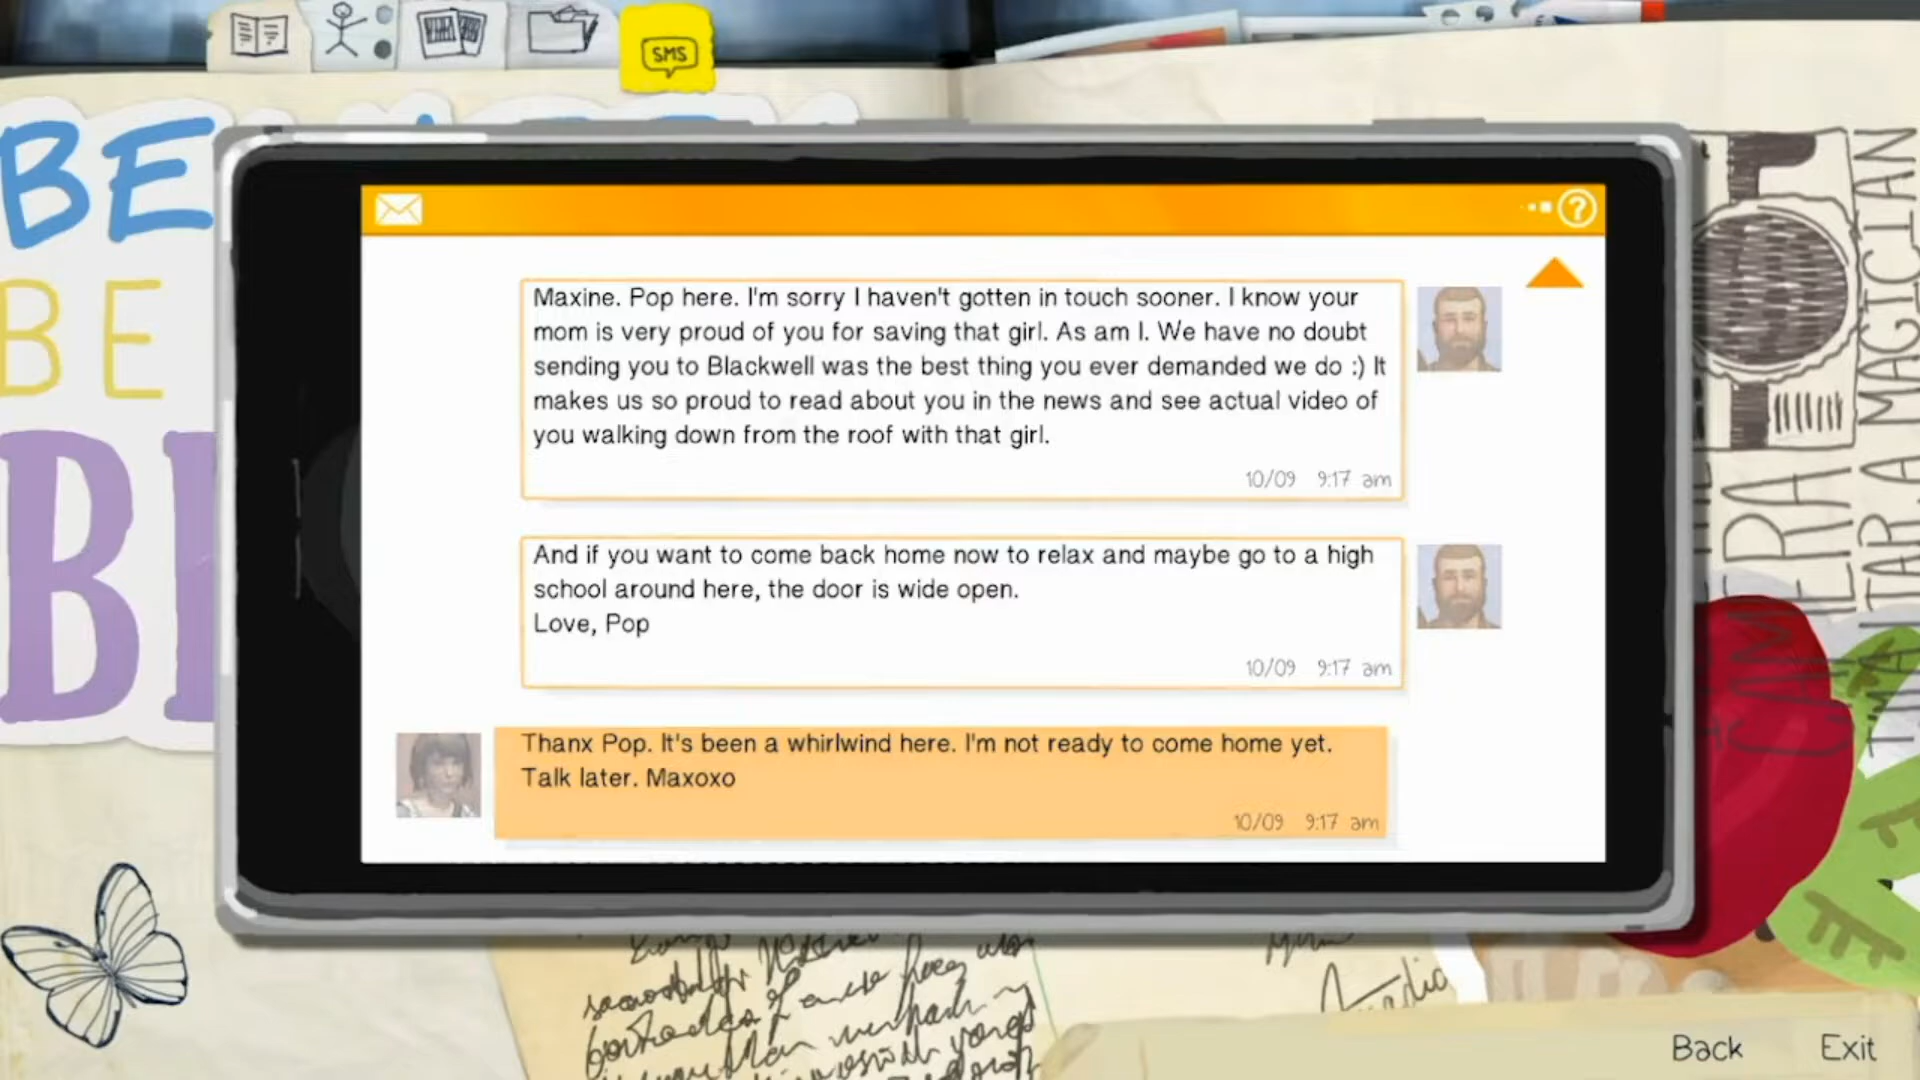 SMS
BE
BE
Maxine. Pop here. I'm sorry I haven't gotten in touch sooner. I know your
mom is very proud of you for saving that girl. As am I. We have no doubt
sending you to Blackwell was the best thing you ever demanded we do :) It
makes us so proud to read about you in the news and see actual video of
you walking down from the roof with that girl.
10/09 9:17 am
And if you want to come back home now to relax and maybe go to a high
school around here, the door is wide open.
Love, Pop
10/09 9:17 am
Thanx Pop. It's been a whirlwind here. I'm not ready to come home yet.
Talk later. Maxoxo
10/09 9:17 am
MAGICIAN
Back
Exit